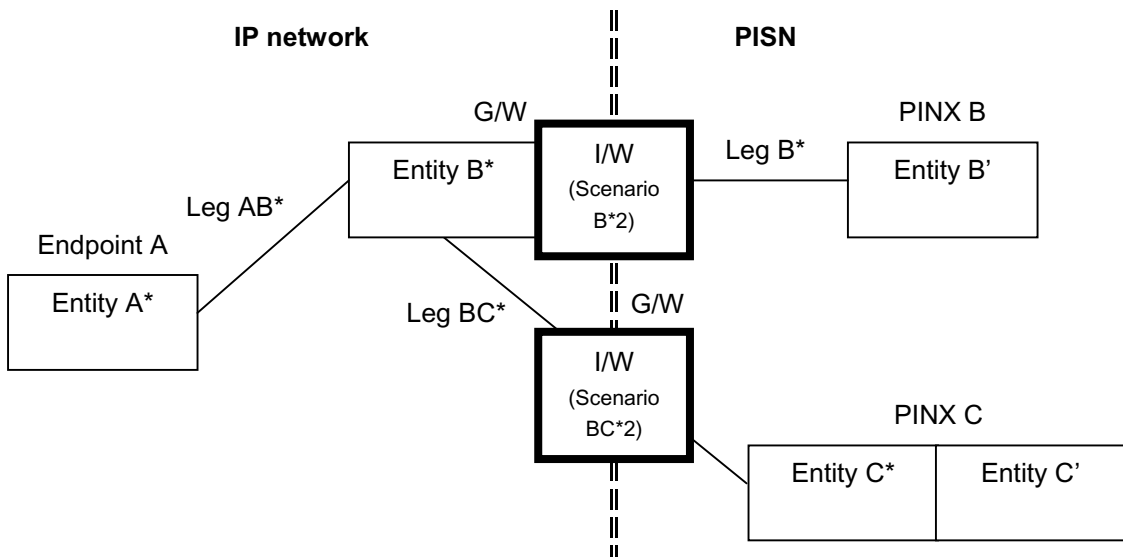 IP network
PISN
G/W
PINX B
I/W
(Scenario
B*2)
Entity B*
Leg B*
Entity B’
Leg AB*
Endpoint A
Entity A*
Leg BC*
G/W
I/W
(Scenario
BC*2)
PINX C
Entity C*
Entity C’